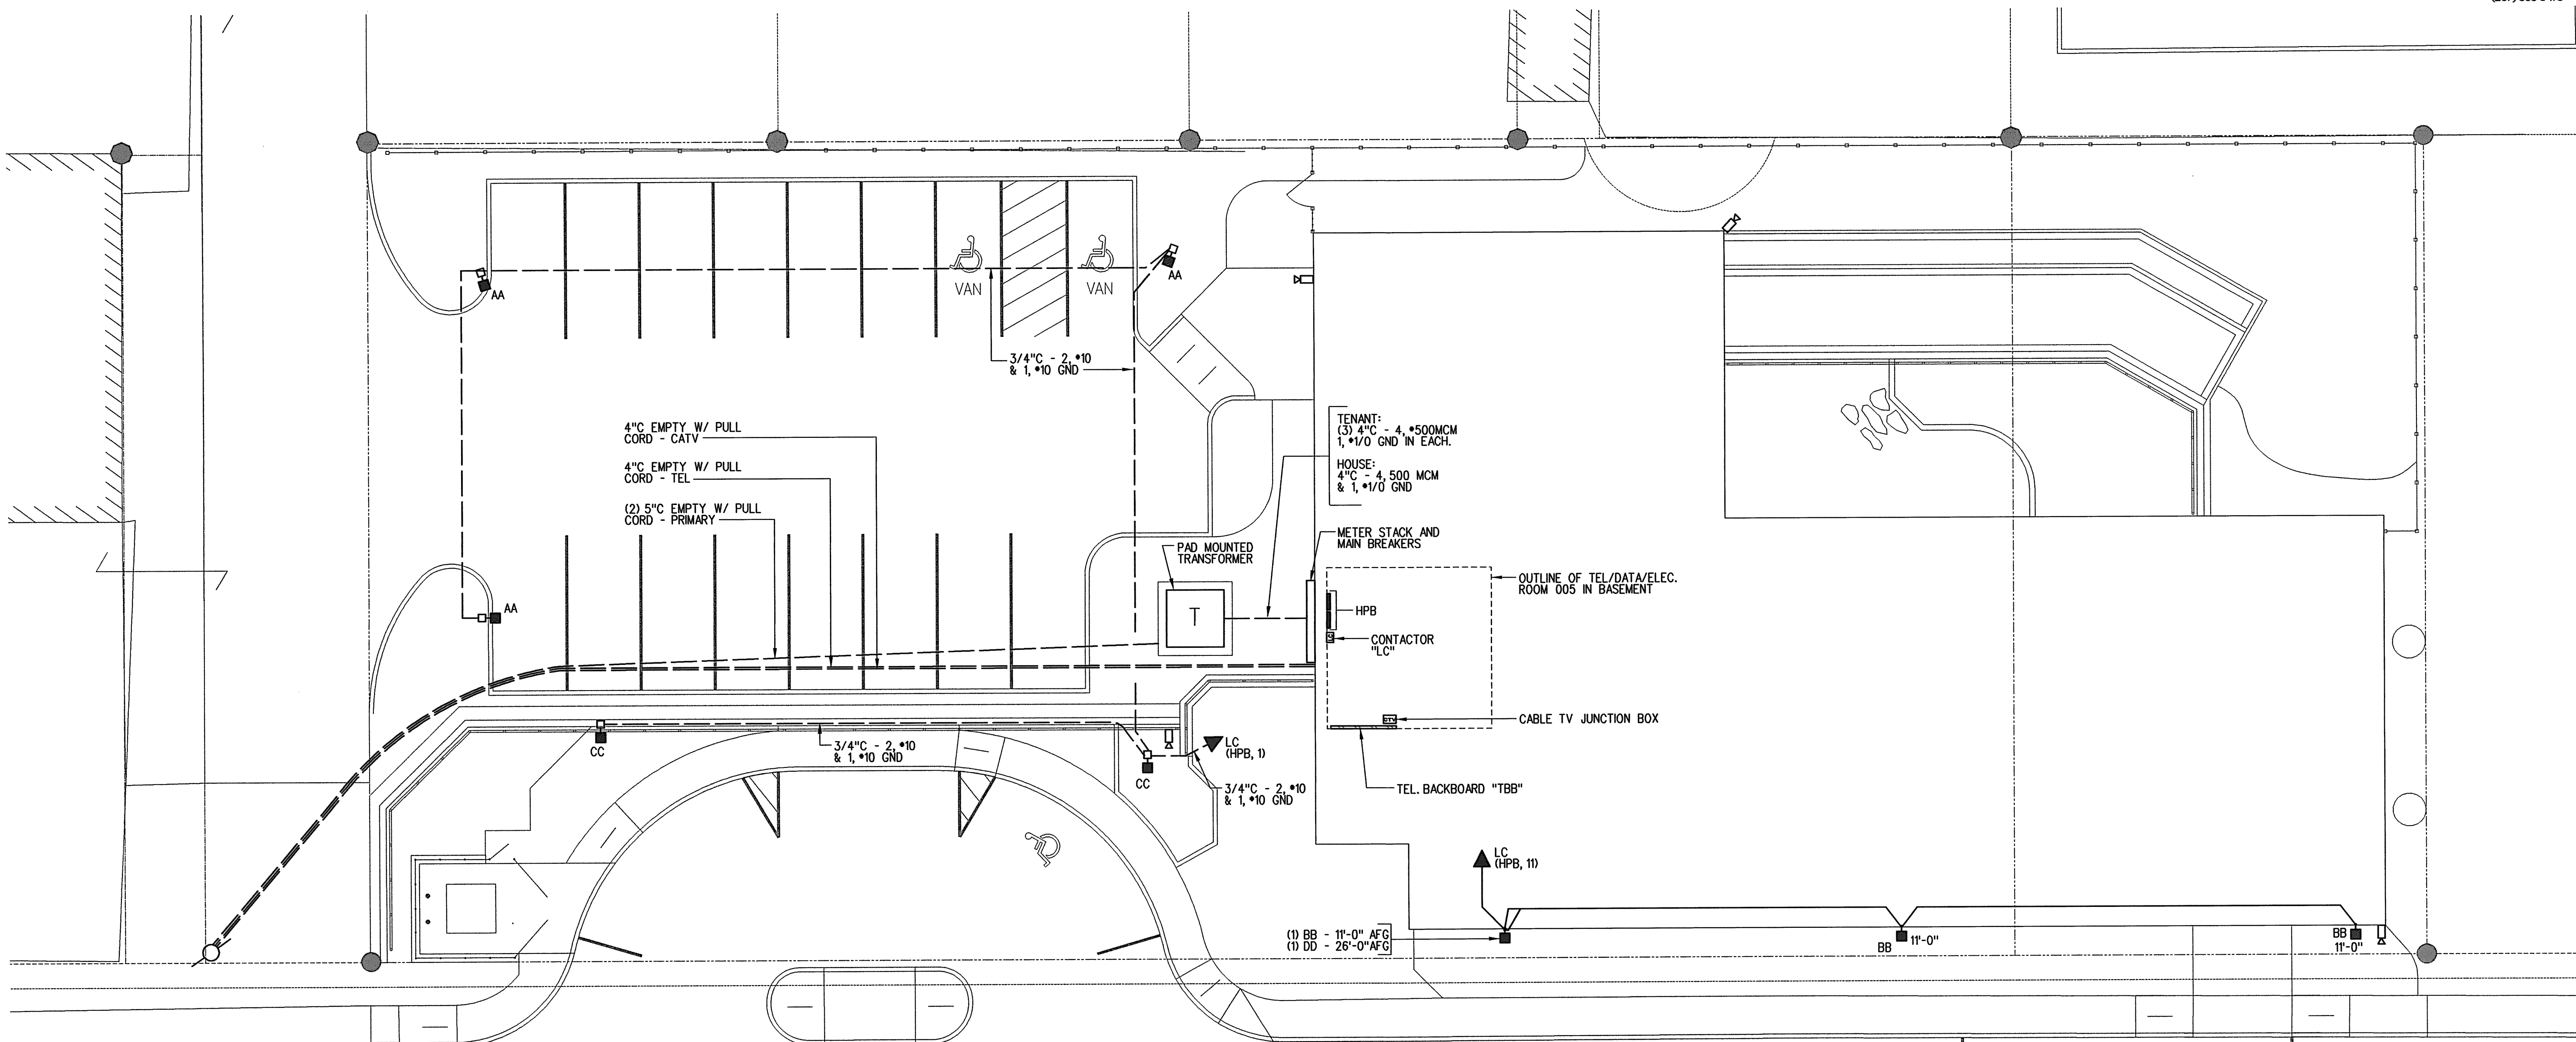 AA
AA
VAN
VAN
3/4"C - 2, #10
& 1, #10 GND
4"C EMPTY W/ PULL
CORD - CATV
4"C EMPTY W/ PULL
CORD - TEL
(2) 5"C EMPTY W/ PULL
CORD - PRIMARY
TENANT:
(3) 4"C - 4, #500MCM
1, #1/0 GND IN EACH.
HOUSE:
4"C - 4, 500 MCM
& 1, #1/0 GND
METER STACK AND
MAIN BREAKERS
PAD MOUNTED
TRANSFORMER
OUTLINE OF TEL/DATA/ELEC.
ROOM 005 IN BASEMENT
AA
T
HPB
CONTACTOR
"LC"
CTV
CABLE TV JUNCTION BOX
CC
3/4"C - 2, #10
& 1, #10 GND
LC
(HPB, 1)
CC
3/4"C - 2, #10
& 1, #10 GND
TEL. BACKBOARD "TBB"
LC
(HPB, 11)
(1) BB - 11'-0" AFG
(1) DD - 26'-0"AFG
BB
11'-0"
BB
11'-0"